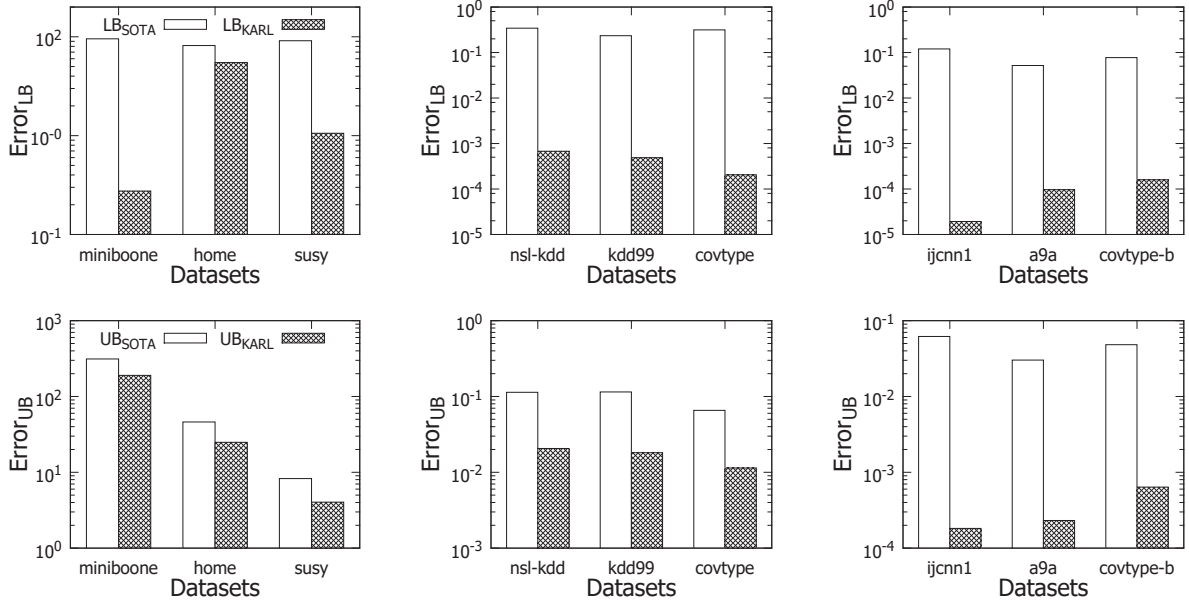 LB_SOTA LB_KARL
Error_LB
10^2
10^-0
10^-1
miniboone home susy
Datasets
Error_LB
10^0
10^-1
10^-2
10^-3
10^-4
10^-5
nsl-kdd kdd99 covtype
Datasets
Error_LB
10^0
10^-1
10^-2
10^-3
10^-4
10^-5
ijcnn1 a9a covtype-b
Datasets
UB_SOTA UB_KARL
Error_UB
10^3
10^2
10^1
10^0
miniboone home susy
Datasets
Error_UB
10^0
10^-1
10^-2
10^-3
nsl-kdd kdd99 covtype
Datasets
Error_UB
10^-1
10^-2
10^-3
10^-4
ijcnn1 a9a covtype-b
Datasets